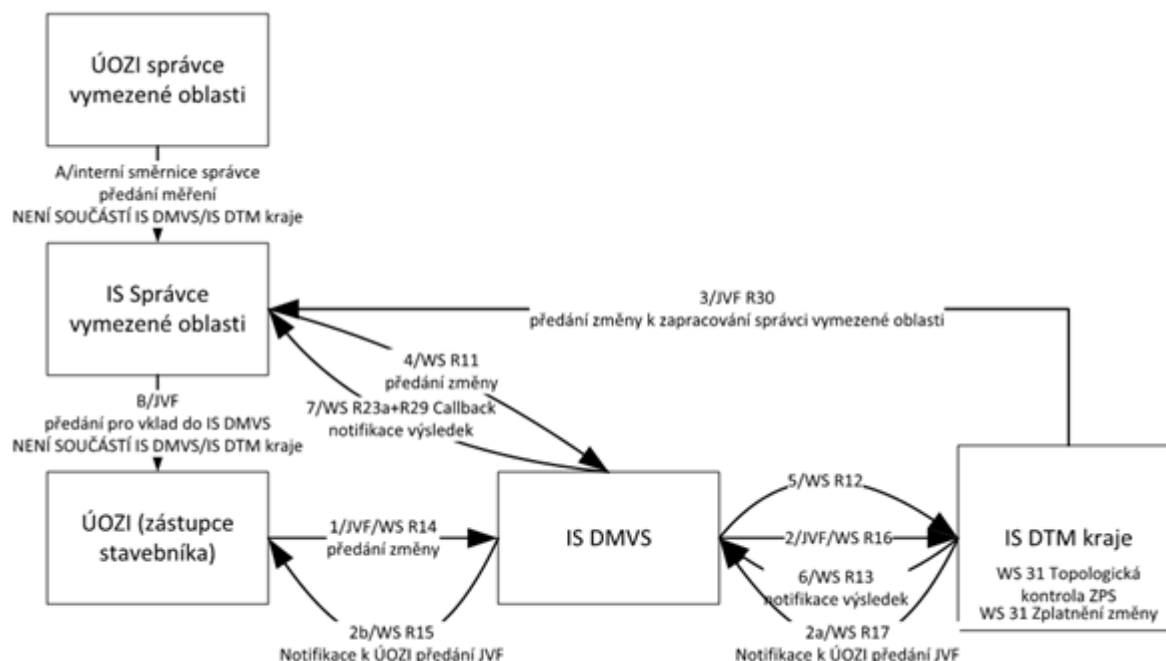 ÚOZI správce
vymezené oblasti
A/interní směrnice správce
předání měření
NENÍ SOUČÁSTÍ IS DMVS/IS DTM kraje
IS Správce
vymezené oblasti
3/JVF R30
předání změny k zapracování správci vymezené oblasti
4/WS R11
předání změny
7/WS R23a+R29 Callback
notifikace výsledek
B/JVF
předání pro vklad do IS DMVS
NENÍ SOUČÁSTÍ IS DMVS/IS DTM kraje
ÚOZI (zástupce
stavebníka)
1/JVF/WS R14
předání změny
2b/WS R15
Notifikace k ÚOZI předání JVF
IS DMVS
5/WS R12
2/JVF/WS R16
6/WS R13
notifikace výsledek
2a/WS R17
Notifikace k ÚOZI předání JVF
IS DTM kraje
WS 31 Topologická
kontrola ZPS
WS 31 Zplatnění změny